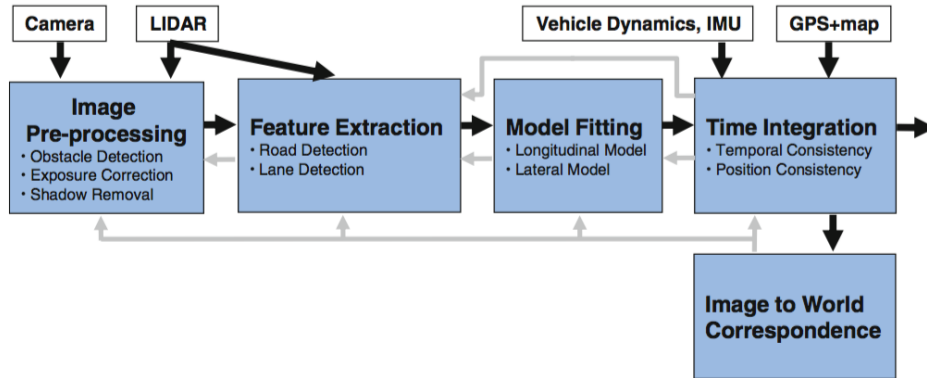 Camera
LIDAR
Vehicle Dynamics, IMU
GPS+map
Image
Pre-processing
• Obstacle Detection
• Exposure Correction
• Shadow Removal
Feature Extraction
• Road Detection
• Lane Detection
Model Fitting
• Longitudinal Model
• Lateral Model
Time Integration
• Temporal Consistency
• Position Consistency
Image to World
Correspondence